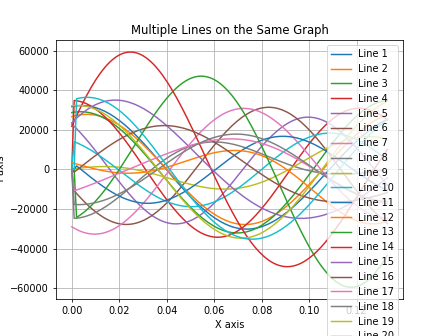 Multiple Lines on the Same Graph
60000
40000
20000
0
−20000
−40000
−60000
0.00
0.02
0.04
0.06
0.08
0.10
X axis
Line 1
Line 2
Line 3
Line 4
Line 5
Line 6
Line 7
Line 8
Line 9
Line 10
Line 11
Line 12
Line 13
Line 14
Line 15
Line 16
Line 17
Line 18
Line 19
Line 20